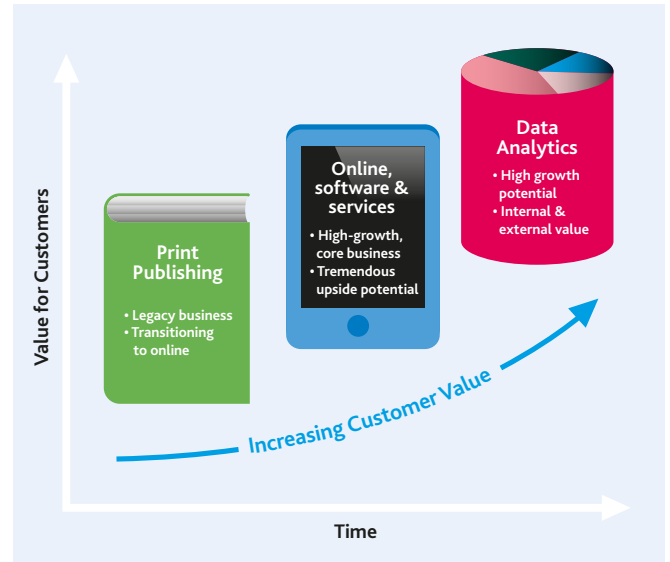 Value for Customers
Print
Publishing
• Legacy business
• Transitioning
to online
Online,
software &
services
• High-growth,
core business
• Tremendous
upside potential
Data
Analytics
• High growth
potential
• Internal &
external value
Increasing Customer Value
Time